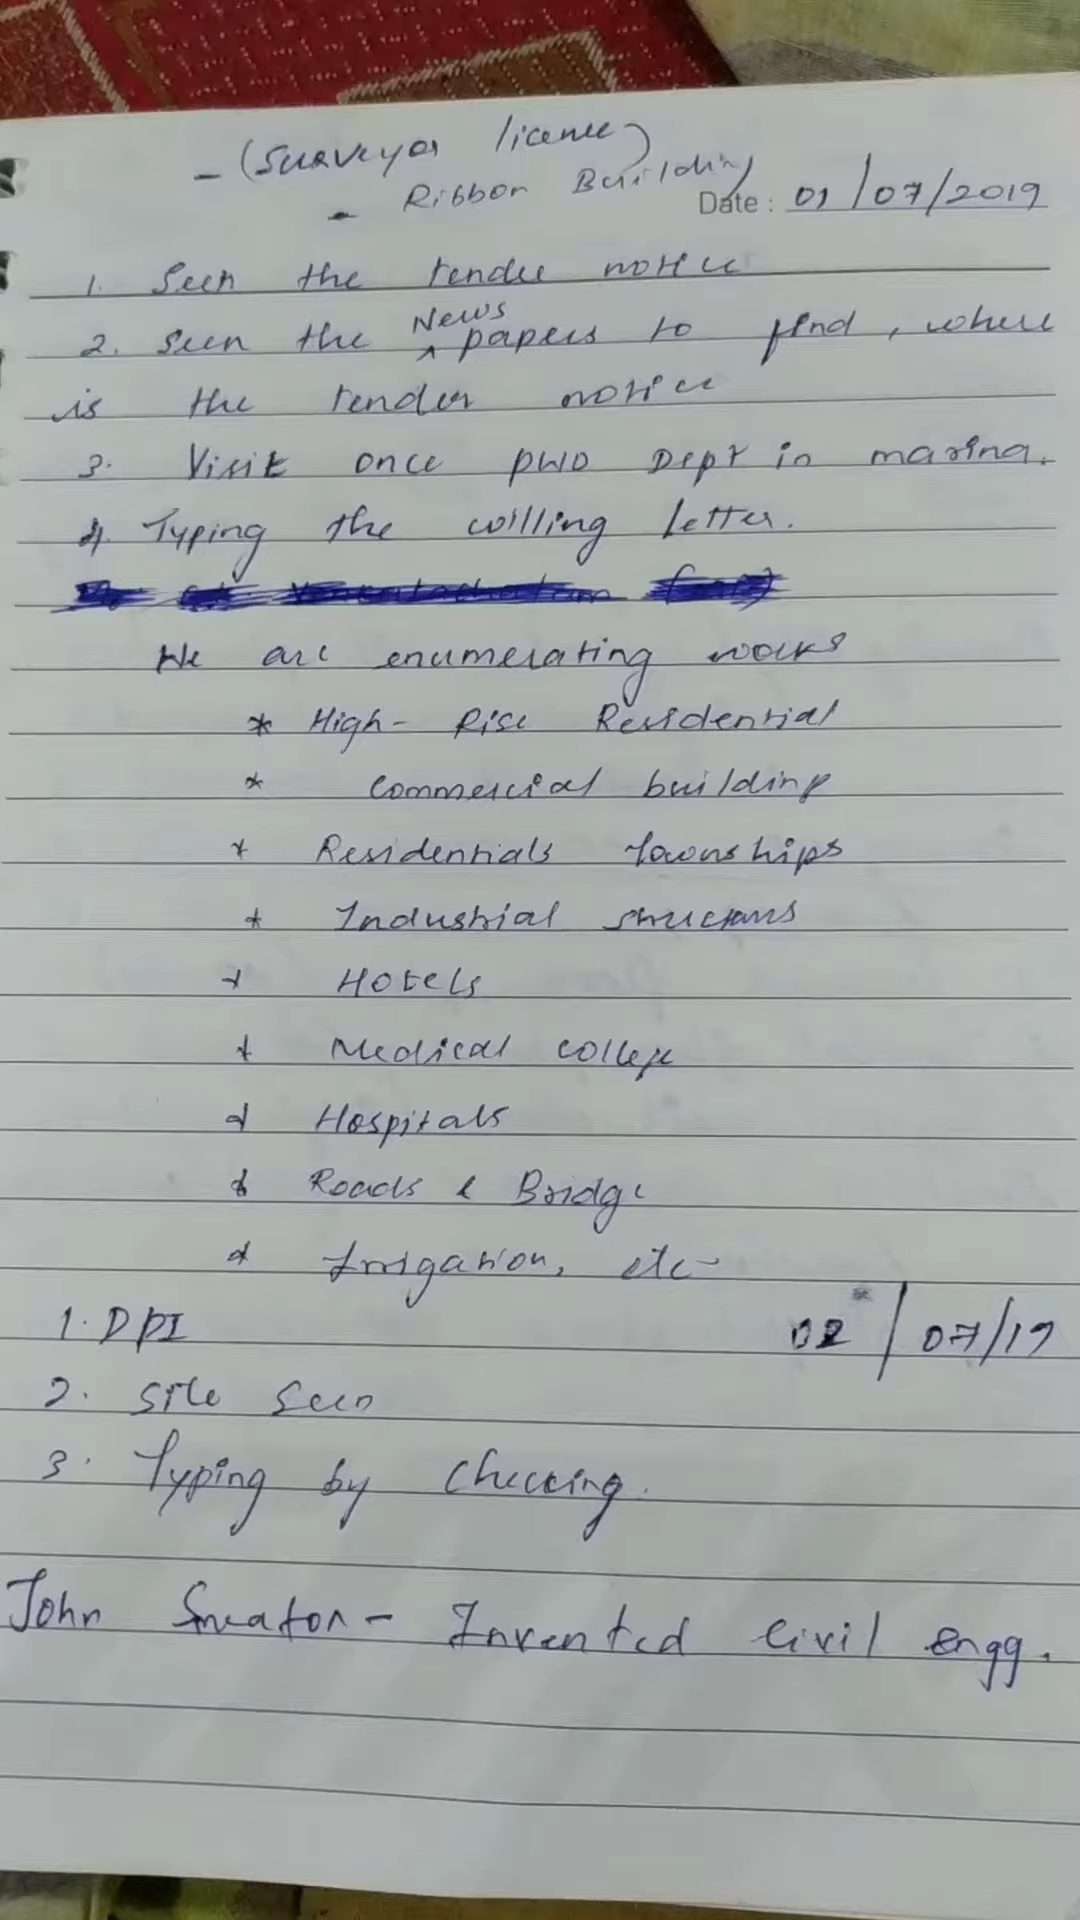 - (Surveyor licence)
- Ribbon Building
Date : 01/07/2019
1. Seen the tender notice
2. Seen the News papers to find, where
is the tender notice
3. Visit once PWD Dept in marina.
4. Typing the willing letter.
We are enumerating works
* High-Rise Residential
* Commercial building
* Residentials townships
* Industrial structures
* Hotels
* Medical college
* Hospitals
* Roads & Bridge
* Irrigation, etc-
1. DPI 02/07/19
2. Site Seen
3. Typing by Checking.
John Smeaton - Invented Civil engg.